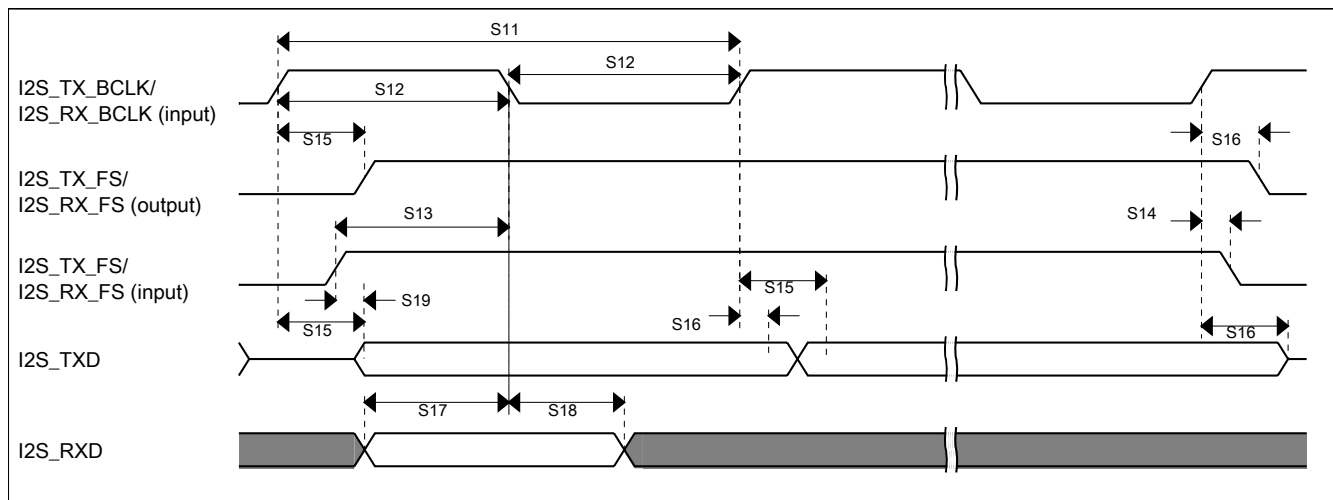 S11
S12
I2S_TX_BCLK/
I2S_RX_BCLK (input)
S12
S15
S16
I2S_TX_FS/
I2S_RX_FS (output)
S13
S14
I2S_TX_FS/
I2S_RX_FS (input)
S15
S19
S15
S16
S16
I2S_TXD
S17
S18
I2S_RXD